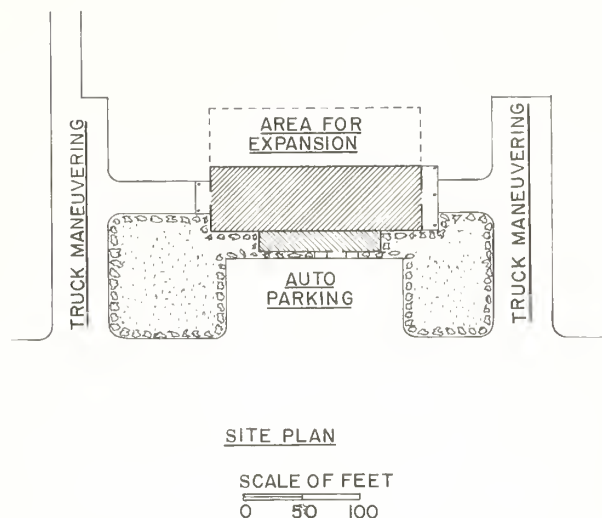 AREA FOR
EXPANSION
TRUCK MANEUVERING
TRUCK MANEUVERING
AUTO
PARKING
SITE PLAN
SCALE OF FEET
0 50 100